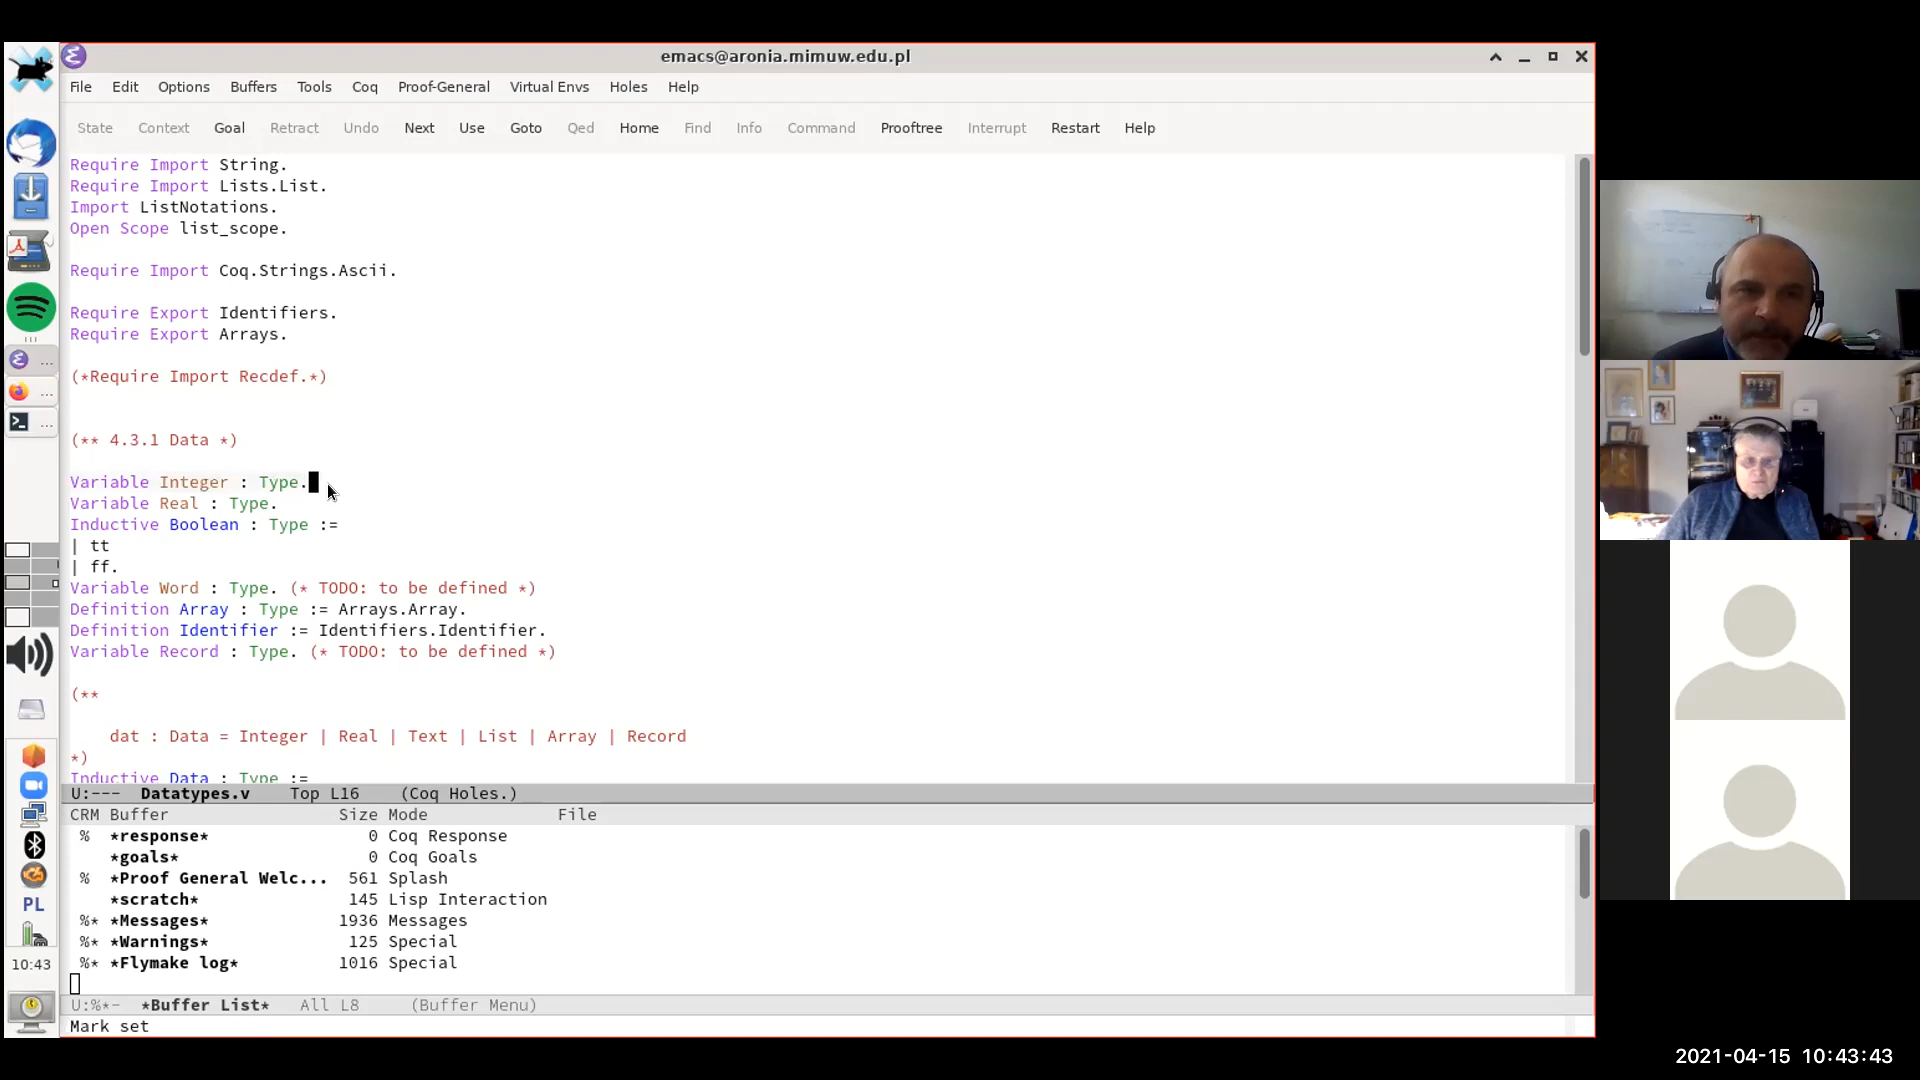 emacs@aronia.mimuw.edu.pl
File Edit Options Buffers Tools Coq Proof-General Virtual Envs Holes Help
State Context Goal Retract Undo Next Use Goto Qed Home Find Info Command Prooftree Interrupt Restart Help
Require Import String.
Require Import Lists.List.
Import ListNotations.
Open Scope list_scope.
Require Import Coq.Strings.Ascii.
Require Export Identifiers.
Require Export Arrays.
(*Require Import Recdef.*)
(** 4.3.1 Data *)
Variable Integer : Type.
Variable Real : Type.
Inductive Boolean : Type :=
| tt
| ff.
Variable Word : Type. (* TODO: to be defined *)
Definition Array : Type := Arrays.Array.
Definition Identifier := Identifiers.Identifier.
Variable Record : Type. (* TODO: to be defined *)
(**
dat : Data = Integer | Real | Text | List | Array | Record
*)
Inductive Data : Type :=
U:--- Datatypes.v Top L16 (Coq Holes.)
CRM Buffer Size Mode File
% *response* 0 Coq Response
*goals* 0 Coq Goals
% *Proof General Welc... 561 Splash
*scratch* 145 Lisp Interaction
%* *Messages* 1936 Messages
%* *Warnings* 125 Special
%* *Flymake log* 1016 Special
U:%*- *Buffer List* All L8 (Buffer Menu)
Mark set
... 
...
...
PL
10:43
2021-04-15 10:43:43